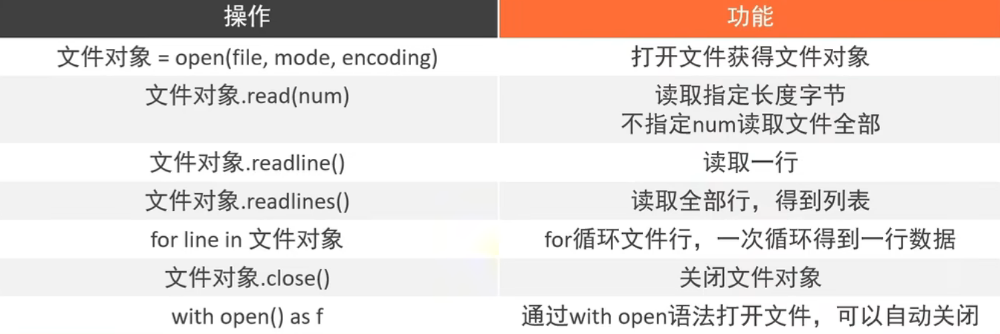 操作
功能
文件对象 = open(file, mode, encoding)
打开文件获得文件对象
文件对象.read(num)
读取指定长度字节
不指定num读取文件全部
文件对象.readline()
读取一行
文件对象.readlines()
读取全部行，得到列表
for line in 文件对象
for循环文件行，一次循环得到一行数据
文件对象.close()
关闭文件对象
with open() as f
通过with open语法打开文件，可以自动关闭